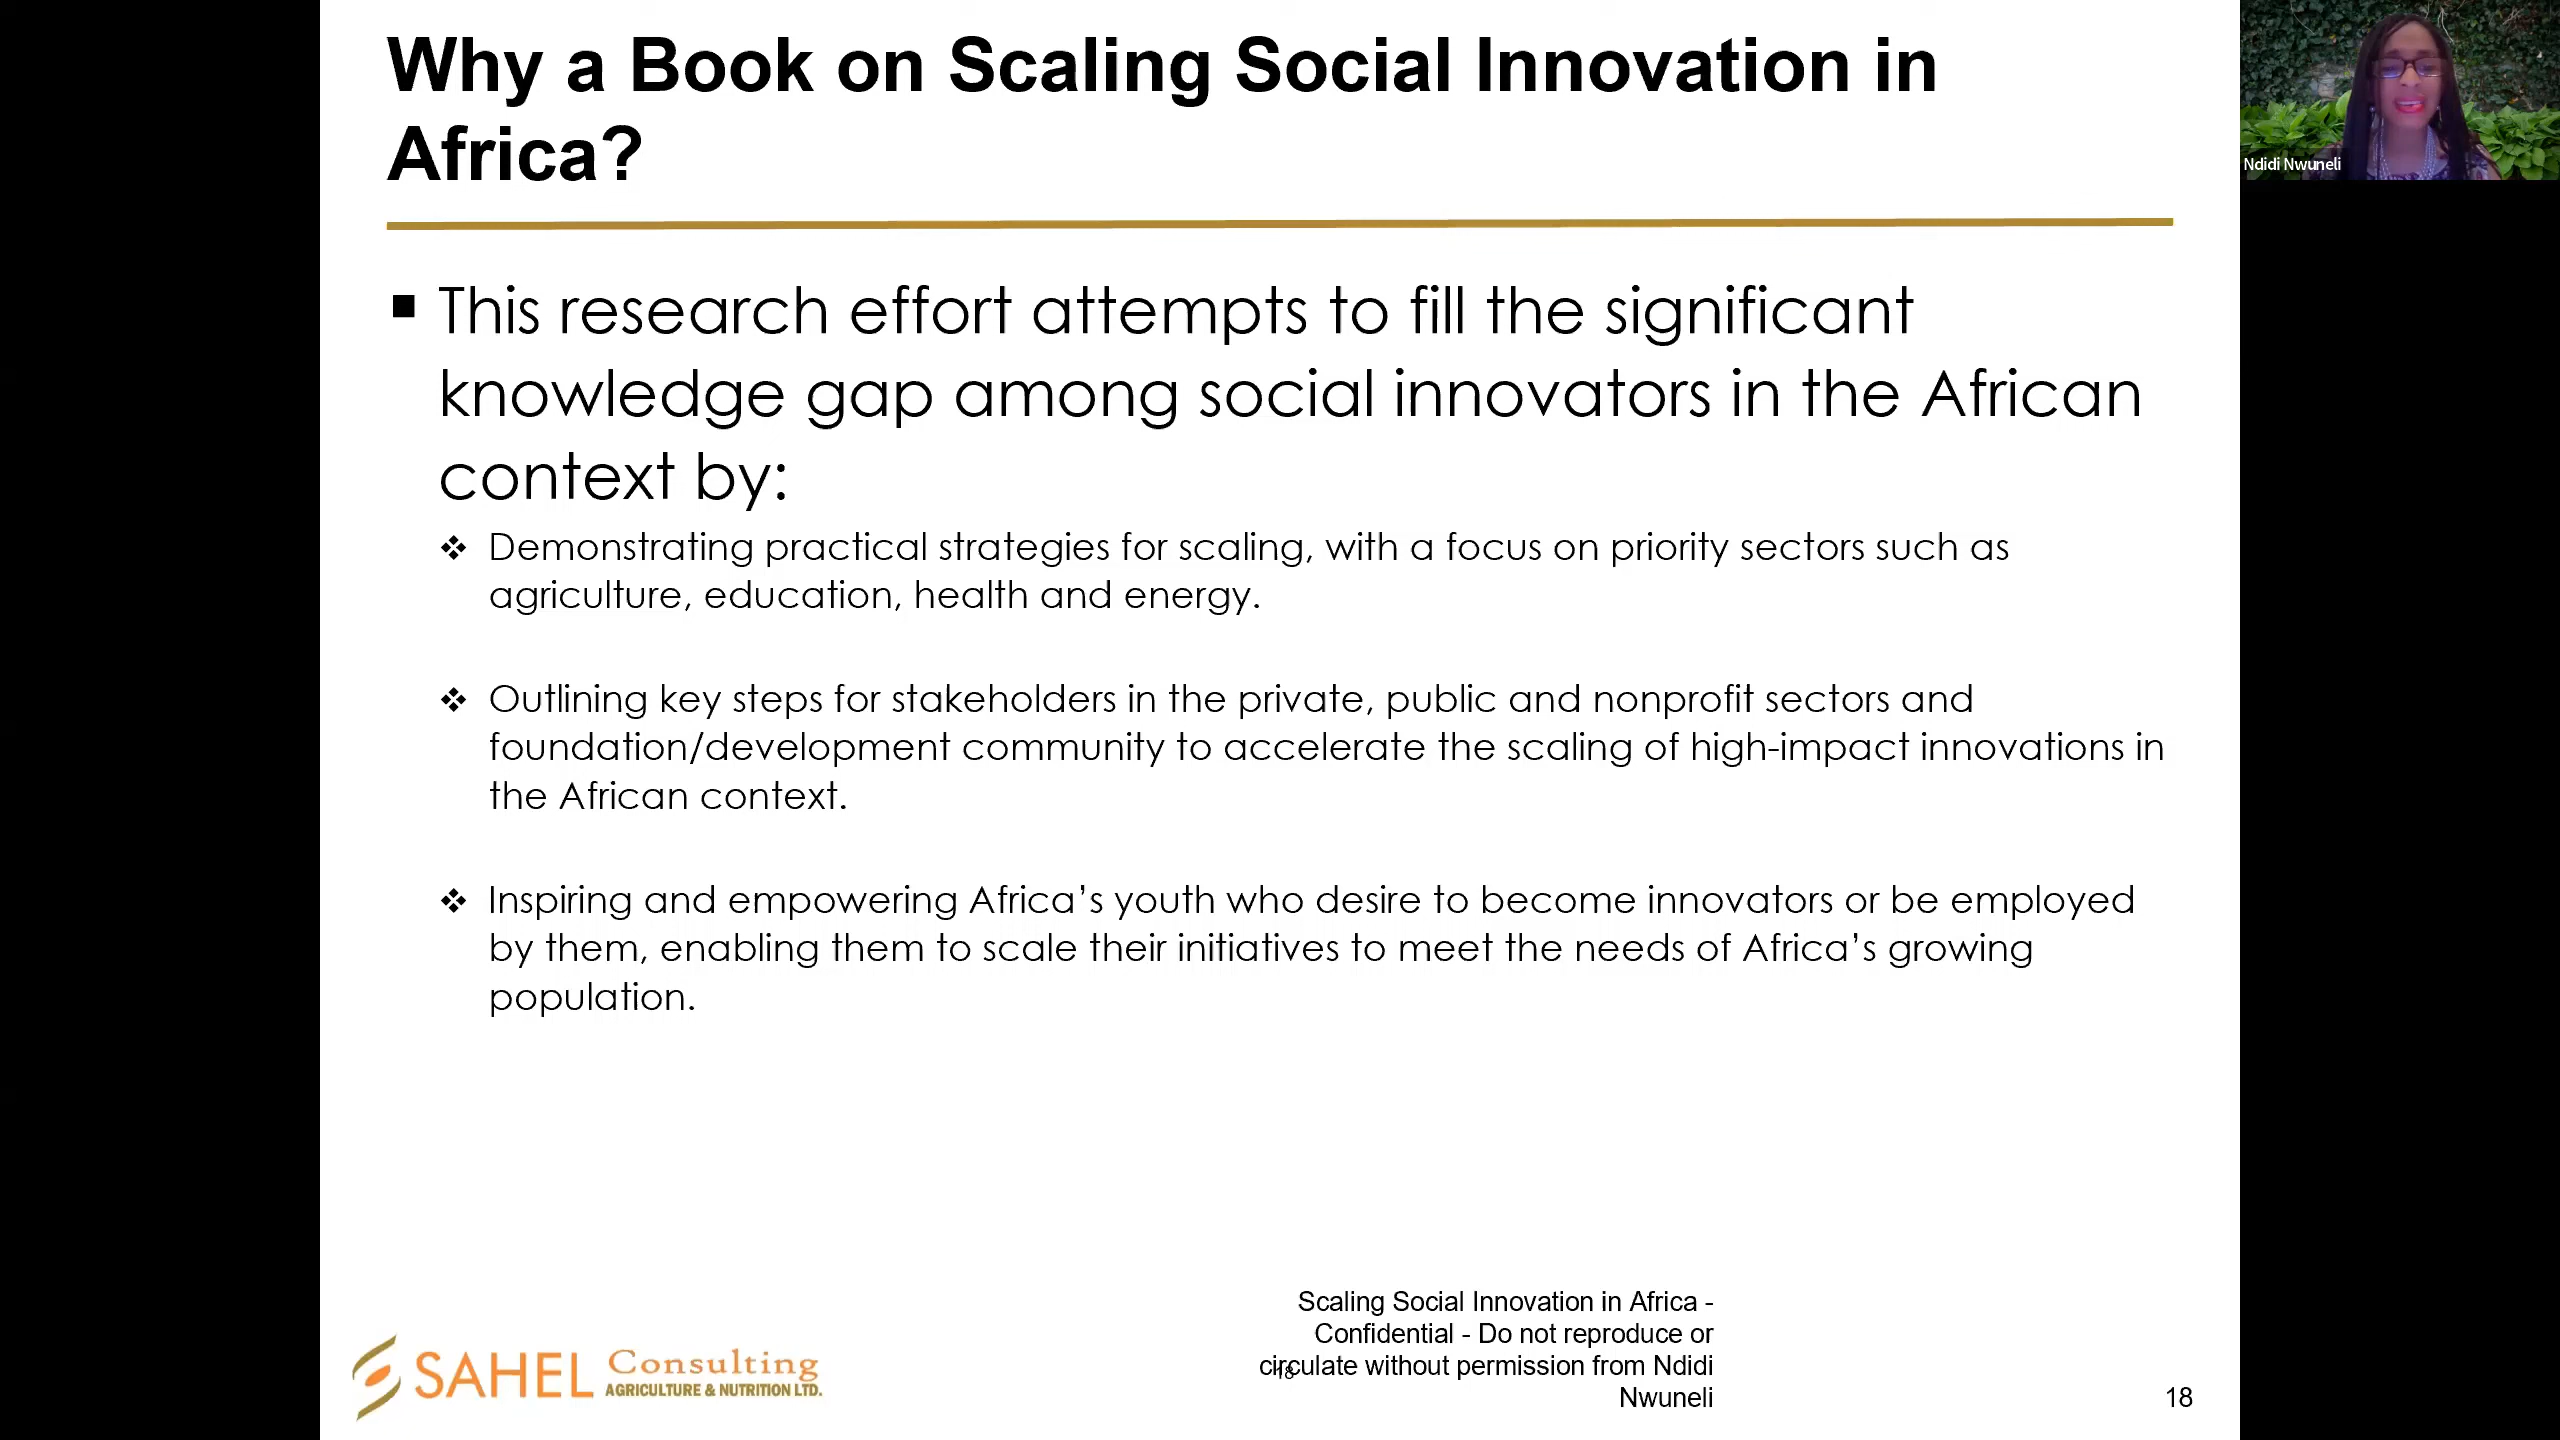 Why a Book on Scaling Social Innovation in
Africa?
Ndidi Nwuneli
▪ This research effort attempts to fill the significant
knowledge gap among social innovators in the African
context by:
❖ Demonstrating practical strategies for scaling, with a focus on priority sectors such as
agriculture, education, health and energy.
❖ Outlining key steps for stakeholders in the private, public and nonprofit sectors and
foundation/development community to accelerate the scaling of high-impact innovations in
the African context.
❖ Inspiring and empowering Africa’s youth who desire to become innovators or be employed
by them, enabling them to scale their initiatives to meet the needs of Africa’s growing
population.
SAHEL Consulting
AGRICULTURE & NUTRITION LTD.
Scaling Social Innovation in Africa -
Confidential - Do not reproduce or
circulate without permission from Ndidi
Nwuneli
18
18